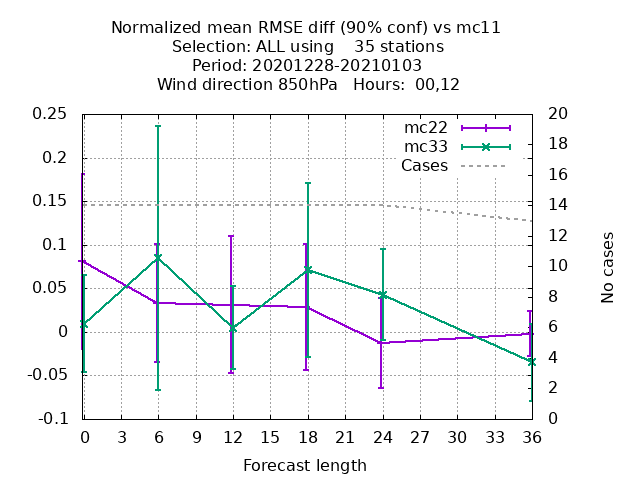 Normalized mean RMSE diff (90% conf) vs mc11
Selection: ALL using    35 stations
Period: 20201228-20210103
Wind direction 850hPa   Hours:  00,12
0.25
0.2
0.15
0.1
0.05
0
-0.05
-0.1
20
18
16
14
12
10
8
6
4
2
0
mc22
mc33
Cases
No cases
0 3 6 9 12 15 18 21 24 27 30 33 36
Forecast length